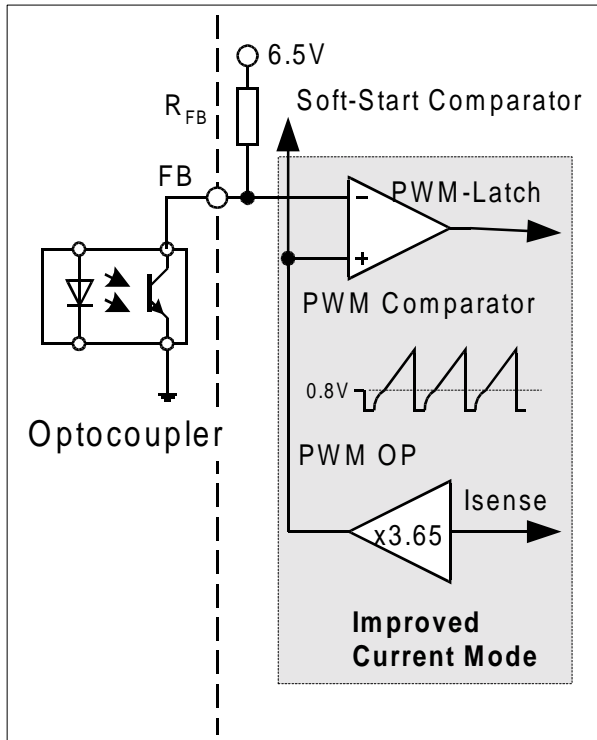 6.5V
Soft-Start Comparator
RFB
FB
PWM-Latch
−
+
PWM Comparator
0.8V
Optocoupler
PWM OP
Isense
x3.65
Improved
Current Mode